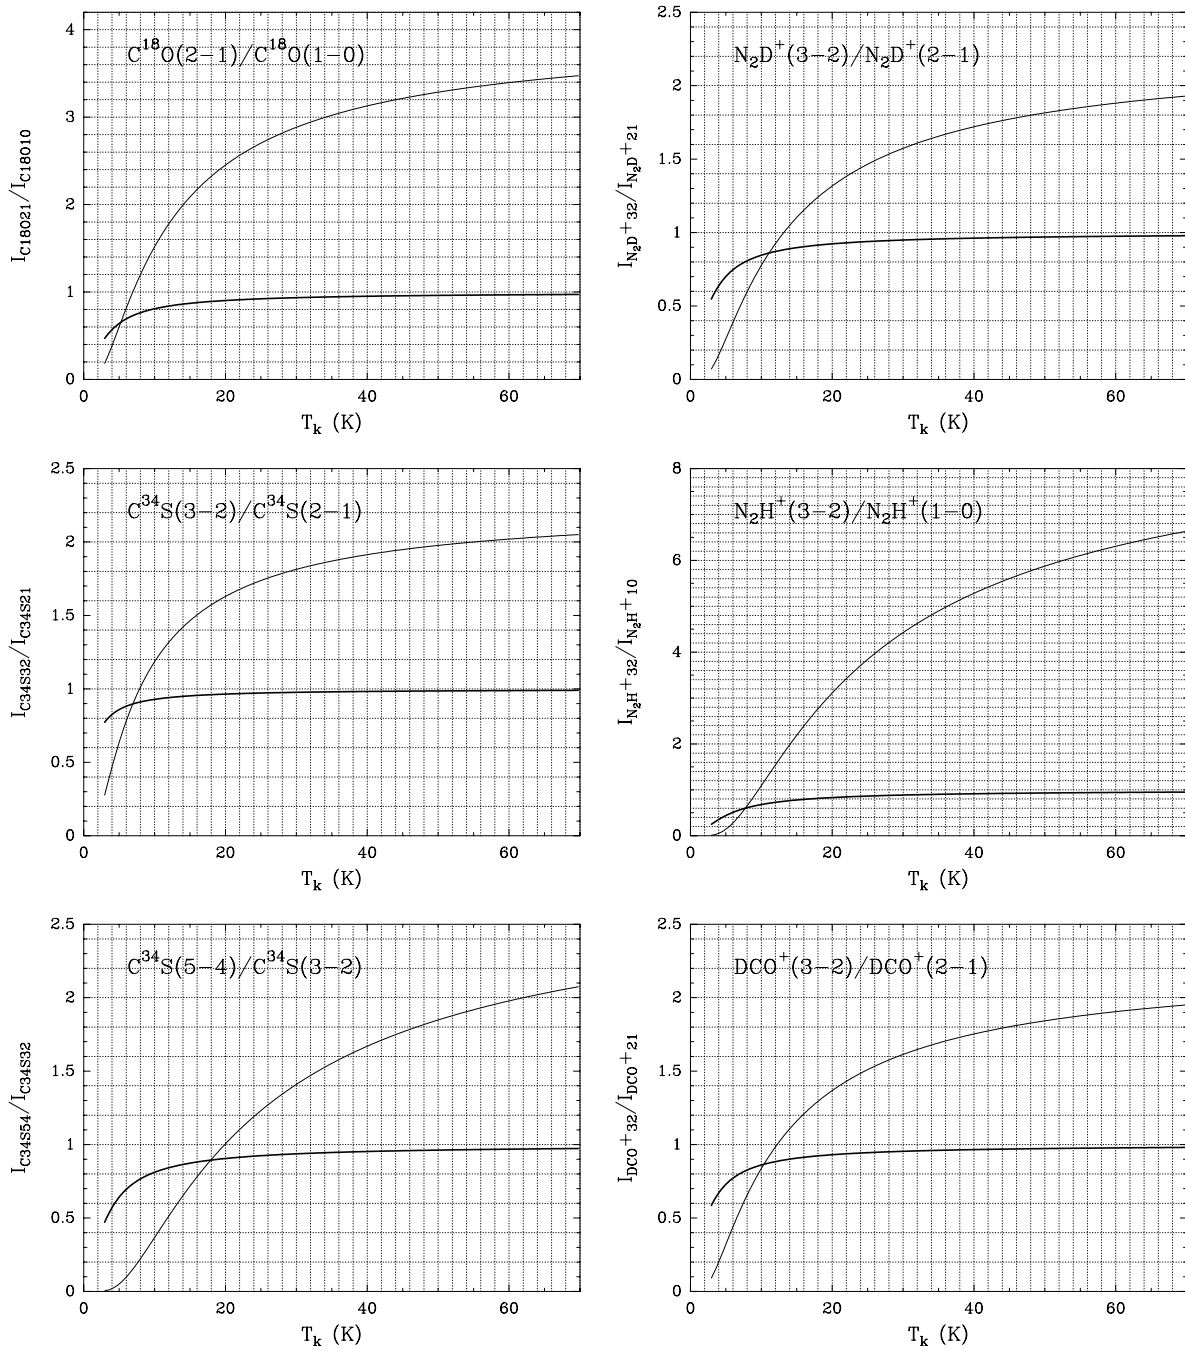 C¹⁸O(2−1)/C¹⁸O(1−0)
I_C18O21/I_C18O10
4
3
2
1
0
0 20 40 60
T_k (K)
N₂D⁺(3−2)/N₂D⁺(2−1)
I_N₂D+32/I_N₂D+21
2.5
2
1.5
1
0.5
0
0 20 40 60
T_k (K)
C³⁴S(3−2)/C³⁴S(2−1)
I_C34S32/I_C34S21
2.5
2
1.5
1
0.5
0
0 20 40 60
T_k (K)
N₂H⁺(3−2)/N₂H⁺(1−0)
I_N₂H+32/I_N₂H+10
8
6
4
2
0
0 20 40 60
T_k (K)
C³⁴S(5−4)/C³⁴S(3−2)
I_C34S54/I_C34S32
2.5
2
1.5
1
0.5
0
0 20 40 60
T_k (K)
DCO⁺(3−2)/DCO⁺(2−1)
I_DCO+32/I_DCO+21
2.5
2
1.5
1
0.5
0
0 20 40 60
T_k (K)